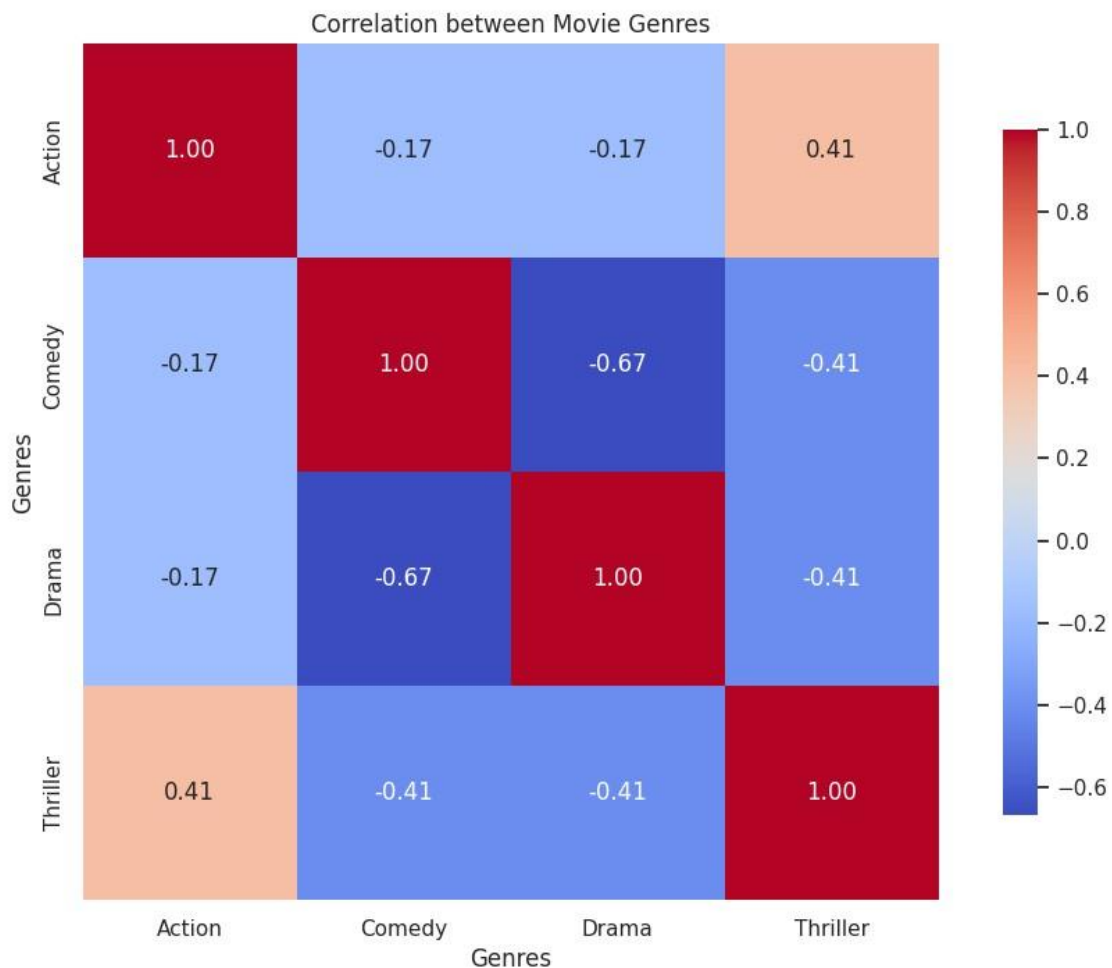 Correlation between Movie Genres
Action
1.00
-0.17
-0.17
0.41
Comedy
-0.17
1.00
-0.67
-0.41
Drama
-0.17
-0.67
1.00
-0.41
Thriller
0.41
-0.41
-0.41
1.00
Genres
Action
Comedy
Drama
Thriller
Genres
1.0
0.8
0.6
0.4
0.2
0.0
−0.2
−0.4
−0.6